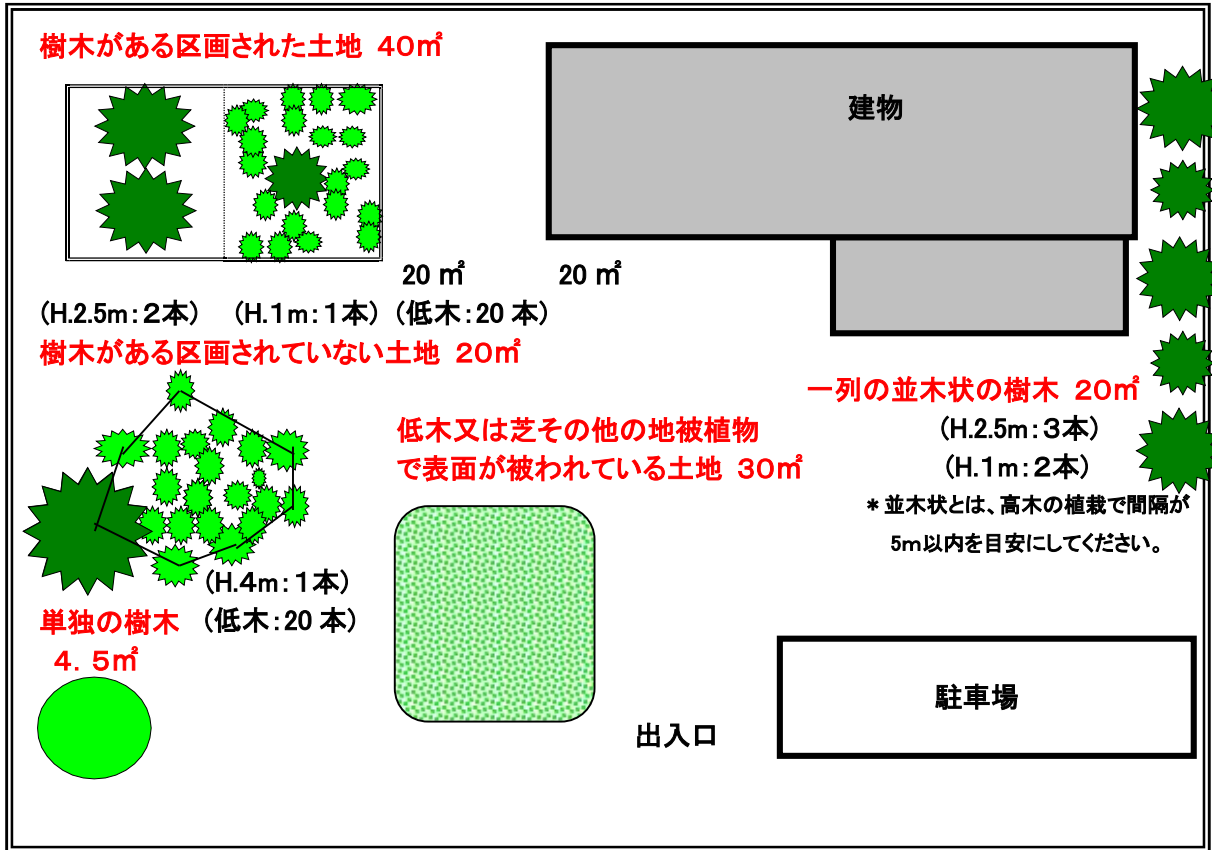 樹木がある区画された土地 40㎡
建物
20 ㎡ 20 ㎡
(H.2.5m:2本) (H.1m:1本) (低木:20 本)
樹木がある区画されていない土地 20㎡
一列の並木状の樹木 20㎡
(H.2.5m:3本)
(H.1m:2本)
*並木状とは、高木の植栽で間隔が
5m以内を目安にしてください。
低木又は芝その他の地被植物
で表面が被われている土地 30㎡
(H.4m:1本)
(低木:20 本)
単独の樹木
4.5㎡
出入口
駐車場